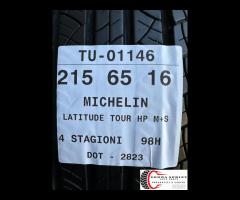 TU-01146
215 65 16
MICHELIN
LATITUDE TOUR HP M+S
4 STAGIONI 98H
DOT - 2823